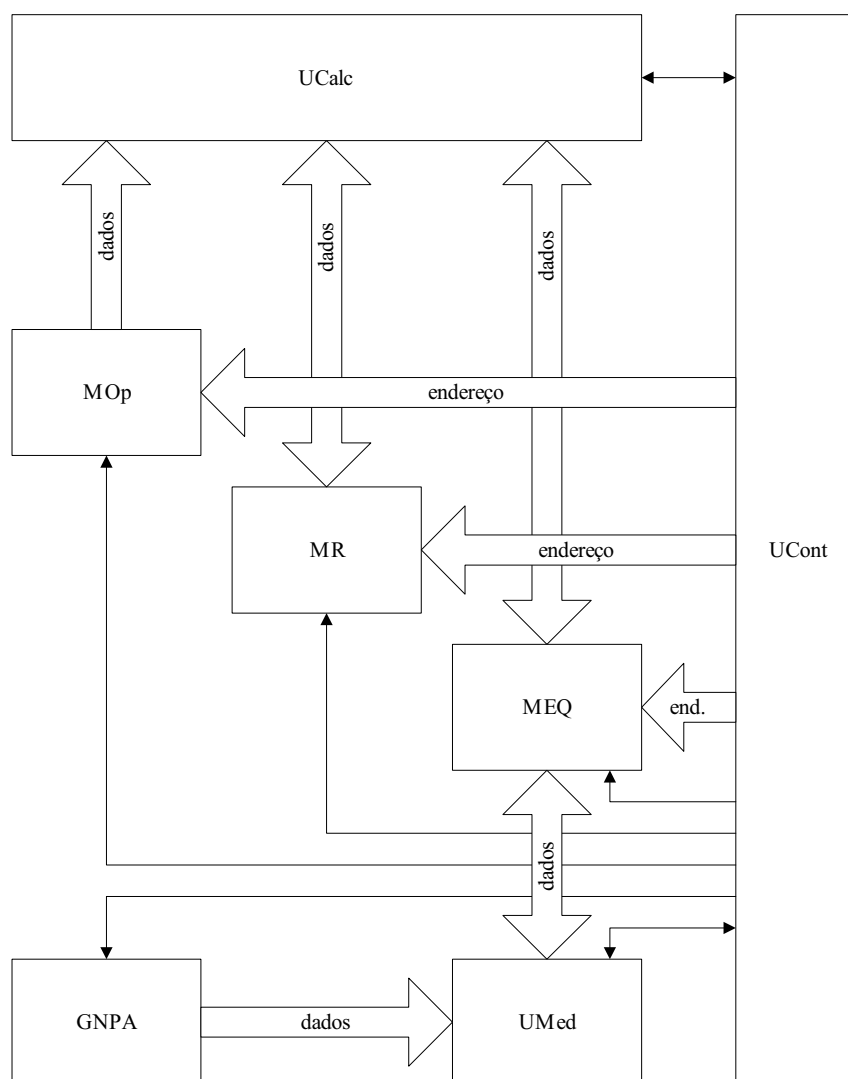 UCalc
dados
dados
dados
MOp
endereço
MR
endereço
UCont
MEQ
end.
dados
GNPA
dados
UMed